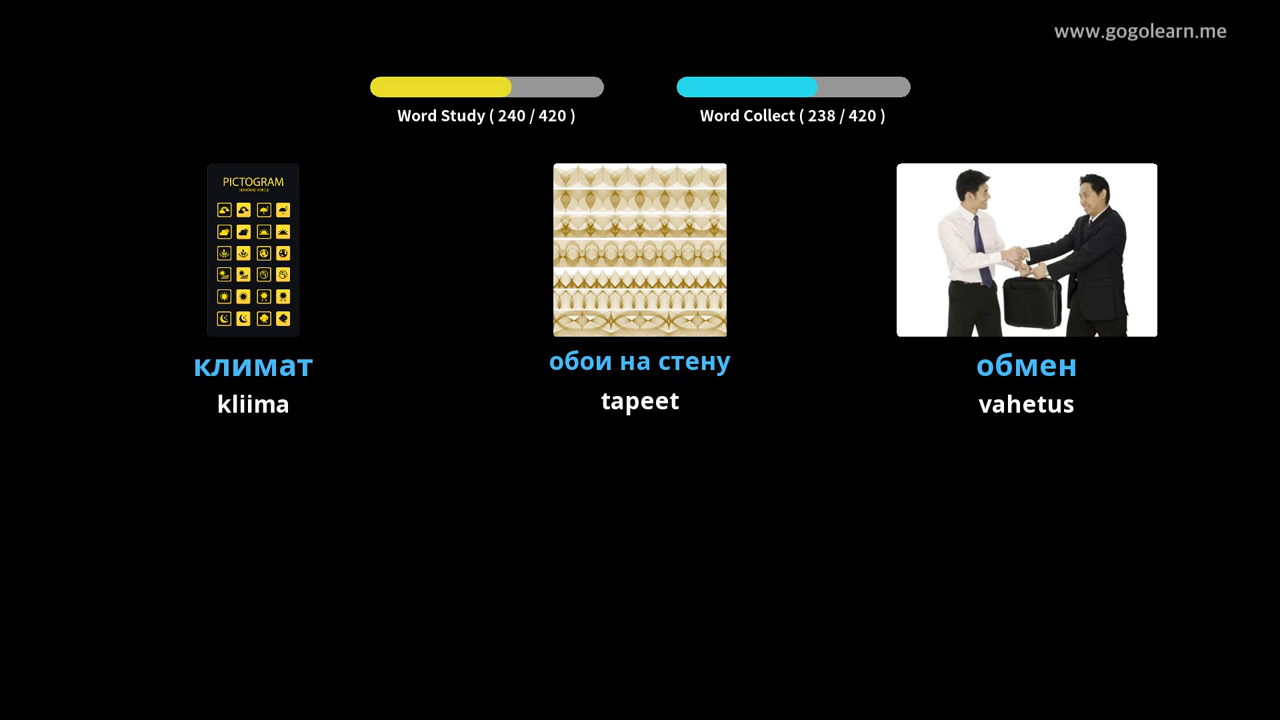 www.gogolearn.me
Word Study ( 240 / 420 )
Word Collect ( 238 / 420 )
PICTOGRAM
климат
kliima
обои на стену
tapeet
обмен
vahetus